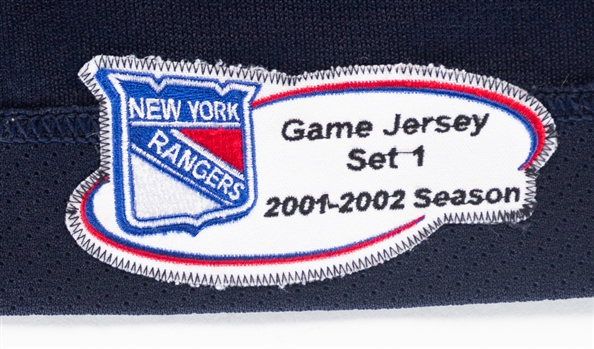 NEW YORK
RANGERS
Game Jersey
Set 1
2001-2002 Season